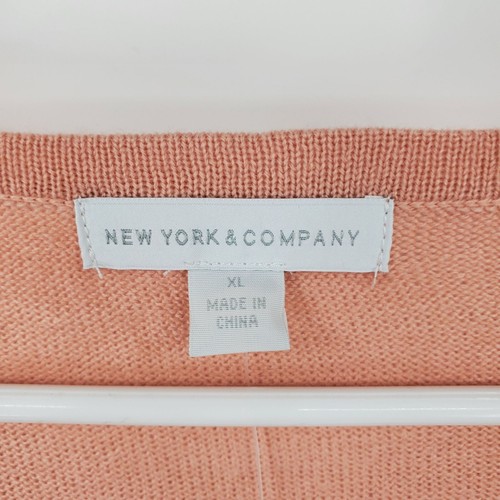 NEW YORK & COMPANY
XL
MADE IN
CHINA